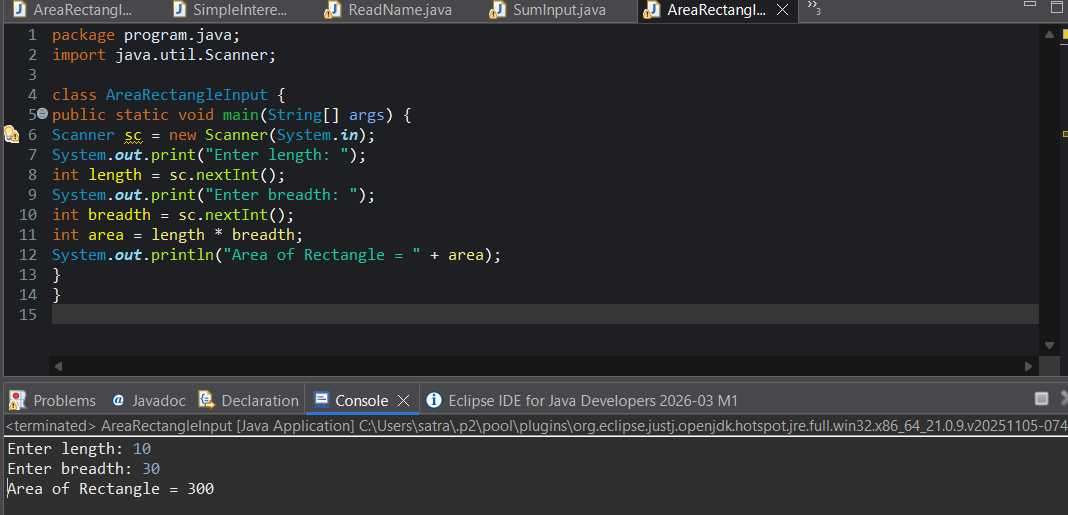 AreaRectangl... SimpleIntere... ReadName.java SumInput.java AreaRectangl... »3
1 package program.java;
2 import java.util.Scanner;
3
4 class AreaRectangleInput {
5 public static void main(String[] args) {
6 Scanner sc = new Scanner(System.in);
7 System.out.print("Enter length: ");
8 int length = sc.nextInt();
9 System.out.print("Enter breadth: ");
10 int breadth = sc.nextInt();
11 int area = length * breadth;
12 System.out.println("Area of Rectangle = " + area);
13 }
14 }
15
Problems @ Javadoc Declaration Console Eclipse IDE for Java Developers 2026-03 M1
<terminated> AreaRectangleInput [Java Application] C:\Users\satra\.p2\pool\plugins\org.eclipse.justj.openjdk.hotspot.jre.full.win32.x86_64_21.0.9.v20251105-074
Enter length: 10
Enter breadth: 30
Area of Rectangle = 300